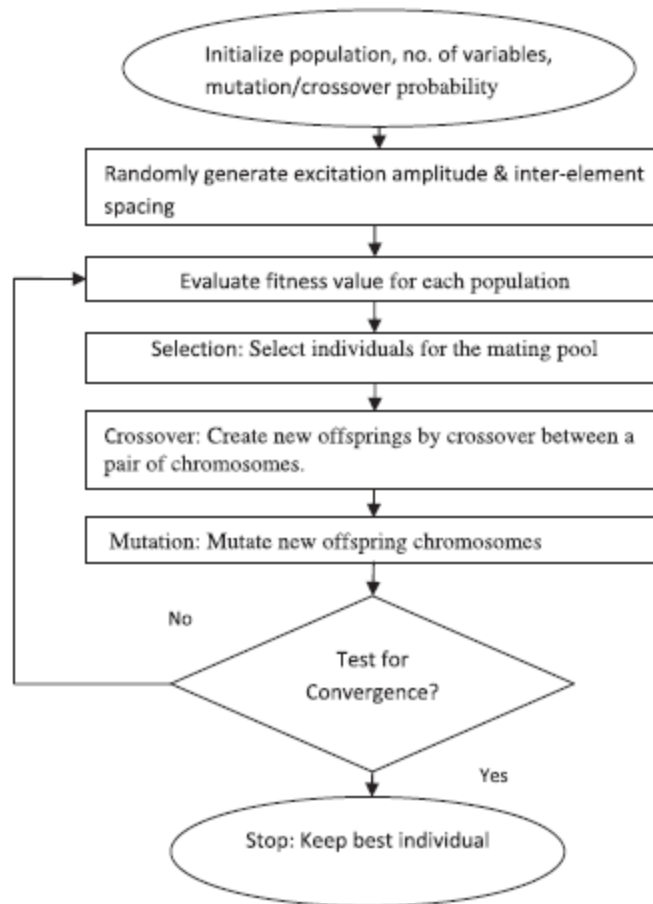 Initialize population, no. of variables,
mutation/crossover probability
Randomly generate excitation amplitude & inter-element
spacing
Evaluate fitness value for each population
Selection: Select individuals for the mating pool
Crossover: Create new offsprings by crossover between a
pair of chromosomes.
Mutation: Mutate new offspring chromosomes
No
Test for
Convergence?
Yes
Stop: Keep best individual